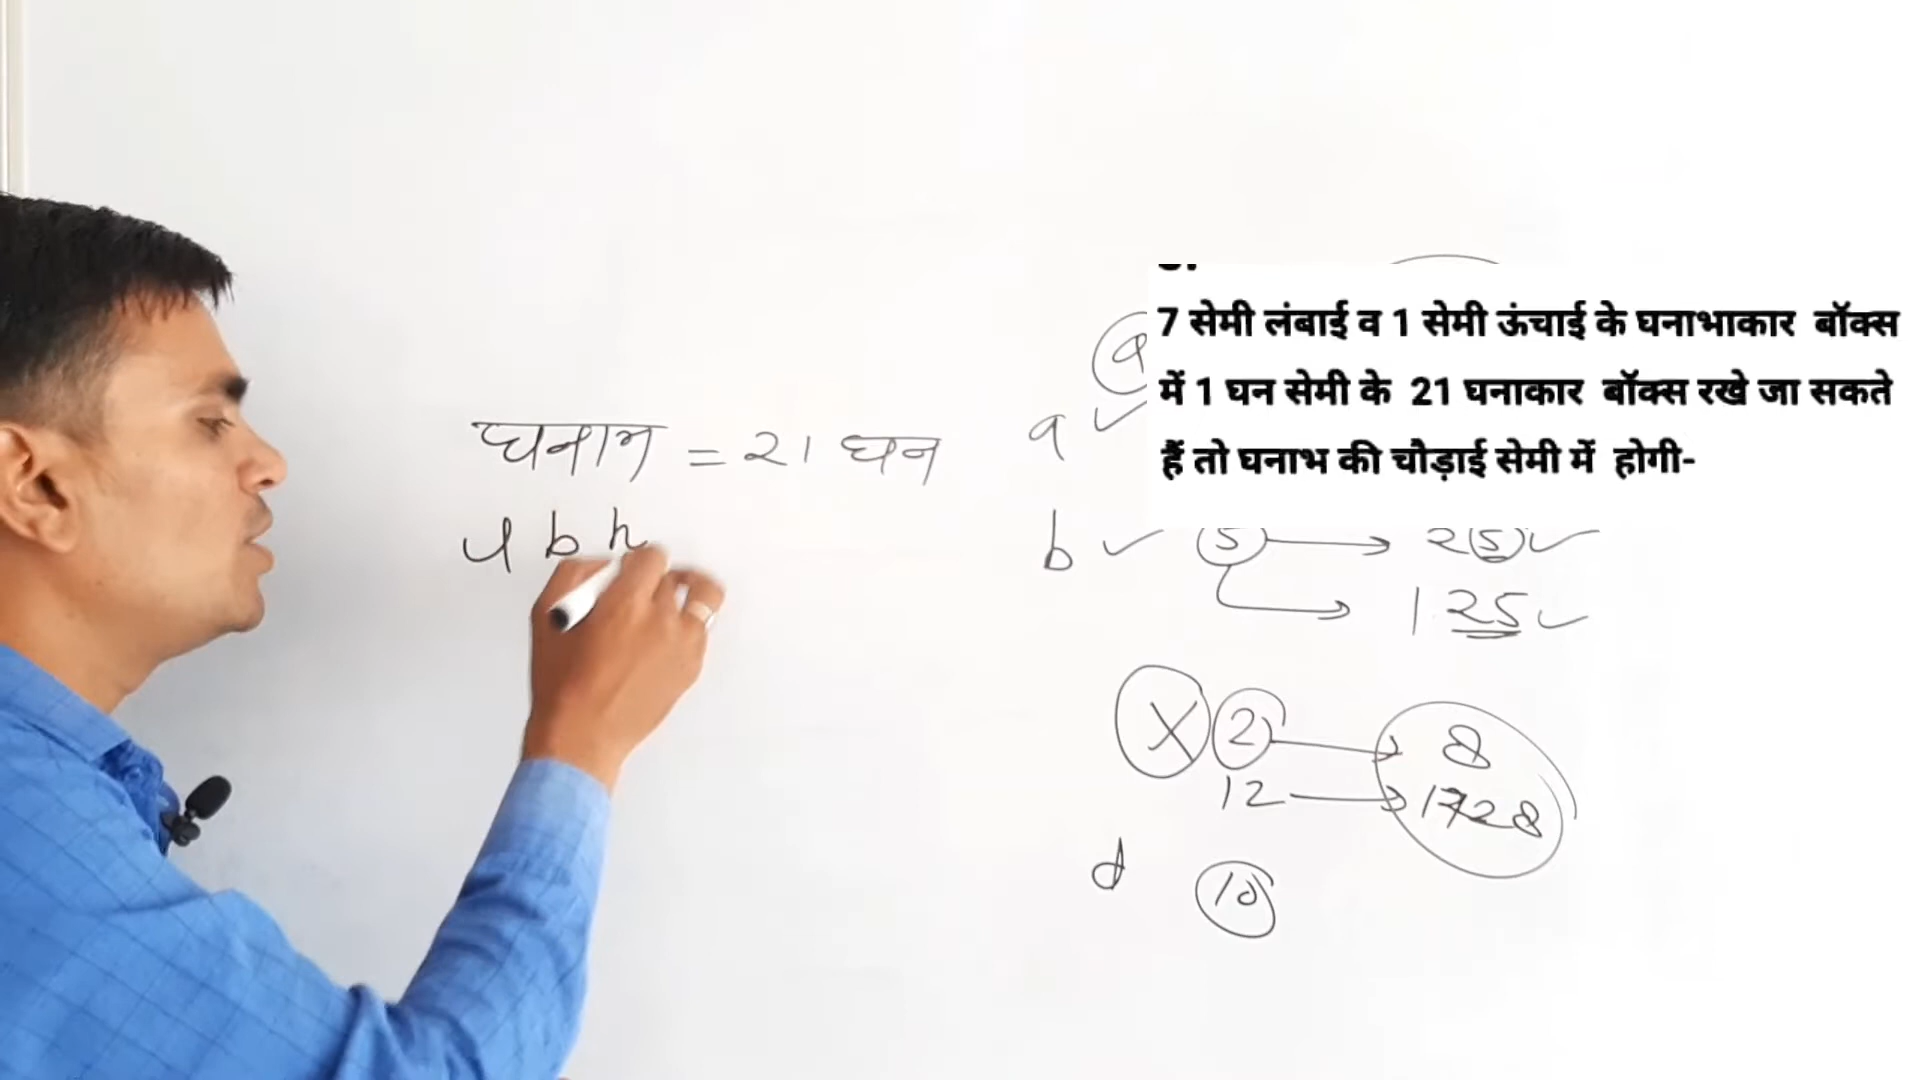 7 सेमी लंबाई व 1 सेमी ऊंचाई के घनाभाकार बॉक्स
में 1 घन सेमी के 21 घनाकार बॉक्स रखे जा सकते
हैं तो घनाभ की चौड़ाई सेमी में होगी-
घनाभ = 21 घन
l b h
a
a ✓
b ✓ 5 → 25 ✓
→ 125 ✓
X 2 → 8
12 → 1728
d 10